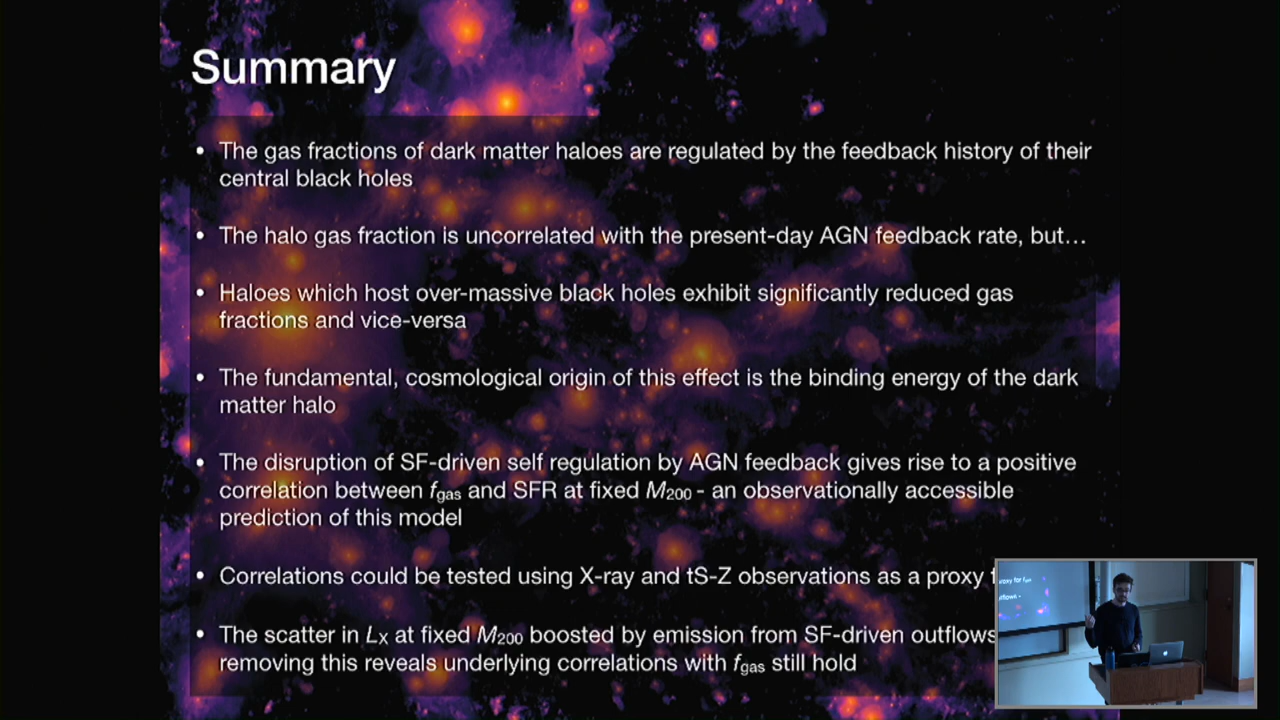 Summary
• The gas fractions of dark matter haloes are regulated by the feedback history of their
central black holes
• The halo gas fraction is uncorrelated with the present-day AGN feedback rate, but…
• Haloes which host over-massive black holes exhibit significantly reduced gas
fractions and vice-versa
• The fundamental, cosmological origin of this effect is the binding energy of the dark
matter halo
• The disruption of SF-driven self regulation by AGN feedback gives rise to a positive
correlation between fgas and SFR at fixed M200 - an observationally accessible
prediction of this model
• Correlations could be tested using X-ray and tS-Z observations as a proxy
• The scatter in LX at fixed M200 boosted by emission from SF-driven outflows
removing this reveals underlying correlations with fgas still hold